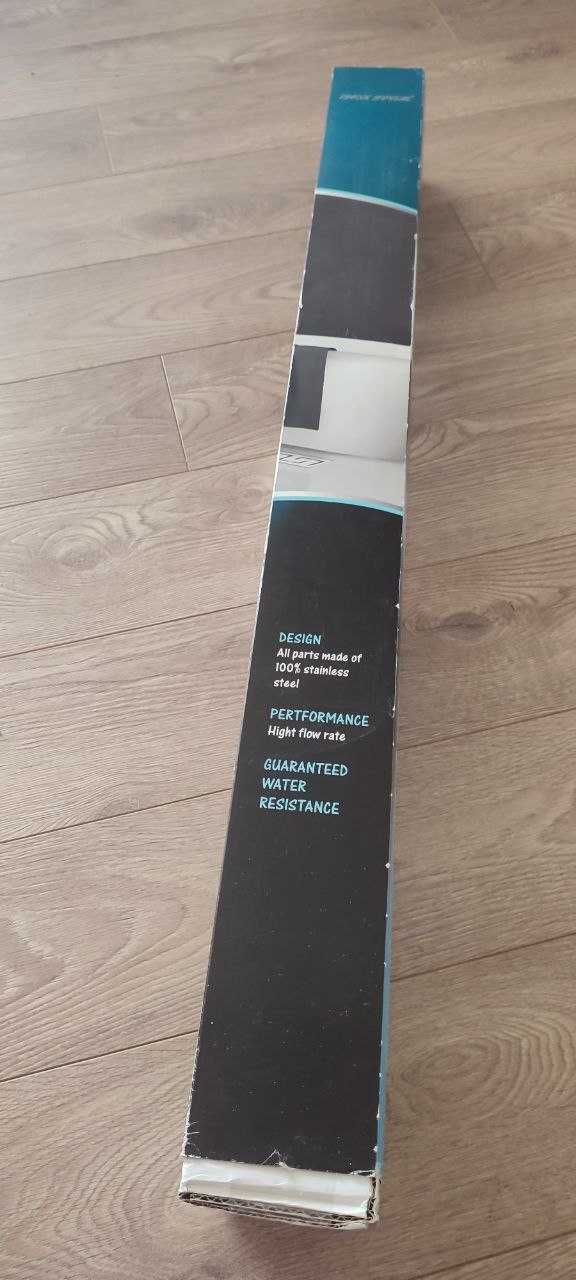 DESIGN
All parts made of
100% stainless
steel
PERTFORMANCE
Hight flow rate
GUARANTEED
WATER
RESISTANCE